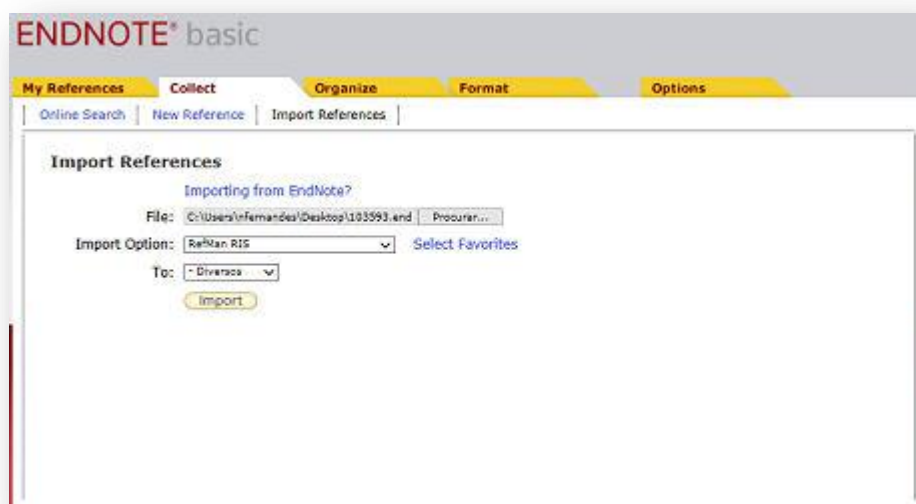 ENDNOTE® basic
My References Collect Organize Format Options
Online Search New Reference Import References
Import References
Importing from EndNote?
File: C:\Users\nfernandes\Desktop\103593.end Procurar...
Import Option: RefMan RIS Select Favorites
To: - Diversos
Import